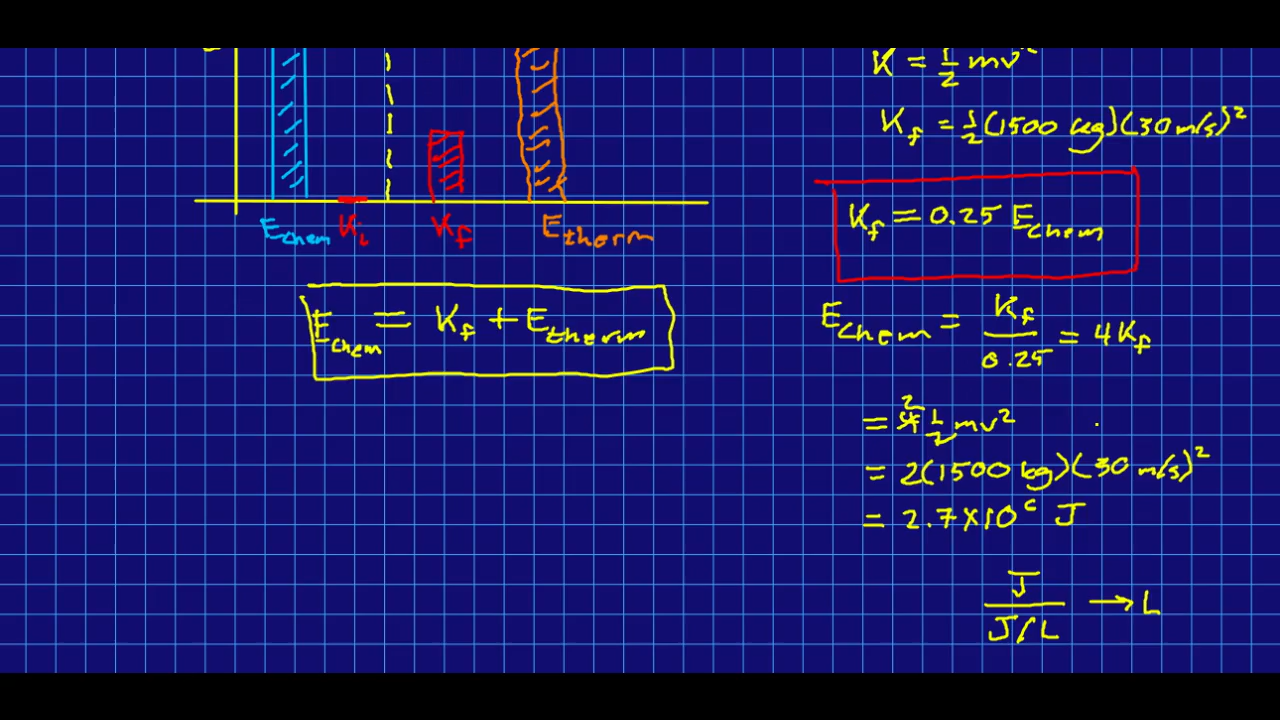 E_chem K_i K_f E_therm
E_chem = K_f + E_therm
K = 1/2 mv²
K_f = 1/2 (1500 kg)(30 m/s)²
K_f = 0.25 E_chem
E_chem = K_f / 0.25 = 4K_f
= 2 1/2 mv²
= 2(1500 kg)(30 m/s)²
= 2.7×10⁶ J
J / J/L → L